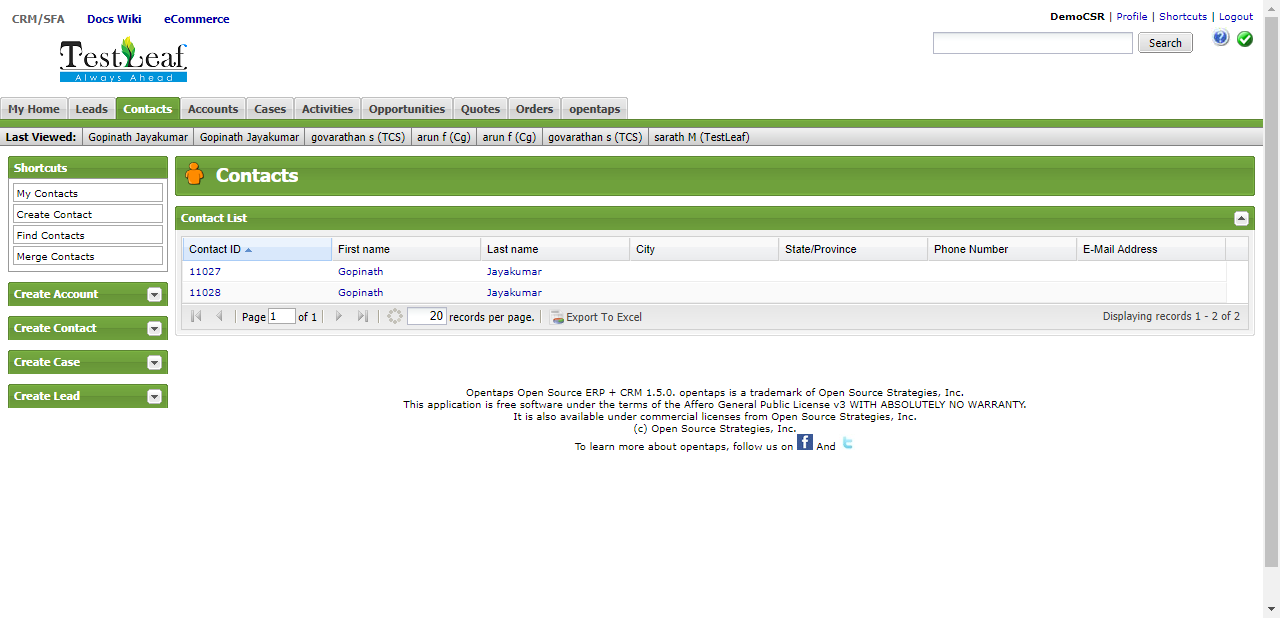 CRM/SFA Docs Wiki eCommerce
DemoCSR | Profile | Shortcuts | Logout
Search
TestLeaf
Always Ahead
My Home Leads Contacts Accounts Cases Activities Opportunities Quotes Orders opentaps
Last Viewed: Gopinath Jayakumar Gopinath Jayakumar govarathan s (TCS) arun f (Cg) arun f (Cg) govarathan s (TCS) sarath M (TestLeaf)
Shortcuts
My Contacts
Create Contact
Find Contacts
Merge Contacts
Create Account
Create Contact
Create Case
Create Lead
Contacts
Contact List
Contact ID First name Last name City State/Province Phone Number E-Mail Address
11027 Gopinath Jayakumar
11028 Gopinath Jayakumar
Page 1 of 1 20 records per page. Export To Excel Displaying records 1 - 2 of 2
Opentaps Open Source ERP + CRM 1.5.0. opentaps is a trademark of Open Source Strategies, Inc.
This application is free software under the terms of the Affero General Public License v3 WITH ABSOLUTELY NO WARRANTY.
It is also available under commercial licenses from Open Source Strategies, Inc.
(c) Open Source Strategies, Inc.
To learn more about opentaps, follow us on f And t